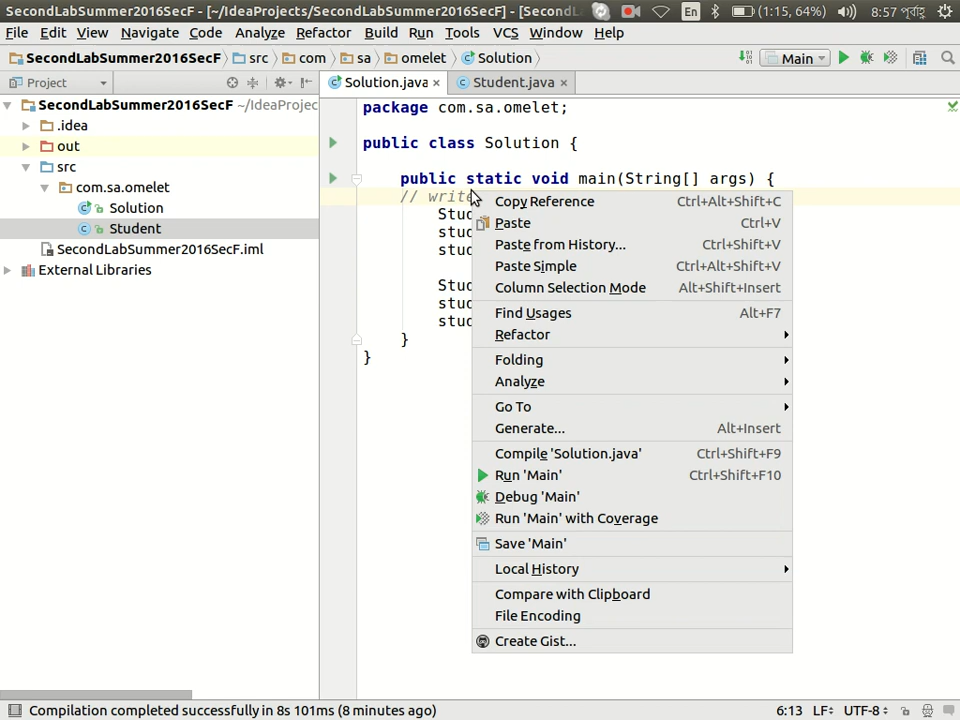 SecondLabSummer2016SecF - [~/IdeaProjects/SecondLabSummer2016SecF] - [Second
En
(1:15, 64%)
8:57 পূর্বাহ্ণ
File Edit View Navigate Code Analyze Refactor Build Run Tools VCS Window Help
SecondLabSummer2016SecF src com sa omelet Solution
Main
Project
Solution.java
Student.java
SecondLabSummer2016SecF ~/IdeaProjec
.idea
out
src
com.sa.omelet
Solution
Student
SecondLabSummer2016SecF.iml
External Libraries
package com.sa.omelet;
public class Solution {
public static void main(String[] args) {
// write
Stud
stud
stud
Stud
stud
stud
}
}
Copy Reference Ctrl+Alt+Shift+C
Paste Ctrl+V
Paste from History... Ctrl+Shift+V
Paste Simple Ctrl+Alt+Shift+V
Column Selection Mode Alt+Shift+Insert
Find Usages Alt+F7
Refactor
Folding
Analyze
Go To
Generate... Alt+Insert
Compile 'Solution.java' Ctrl+Shift+F9
Run 'Main' Ctrl+Shift+F10
Debug 'Main'
Run 'Main' with Coverage
Save 'Main'
Local History
Compare with Clipboard
File Encoding
Create Gist...
Compilation completed successfully in 8s 101ms (8 minutes ago)
6:13 LF÷ UTF-8